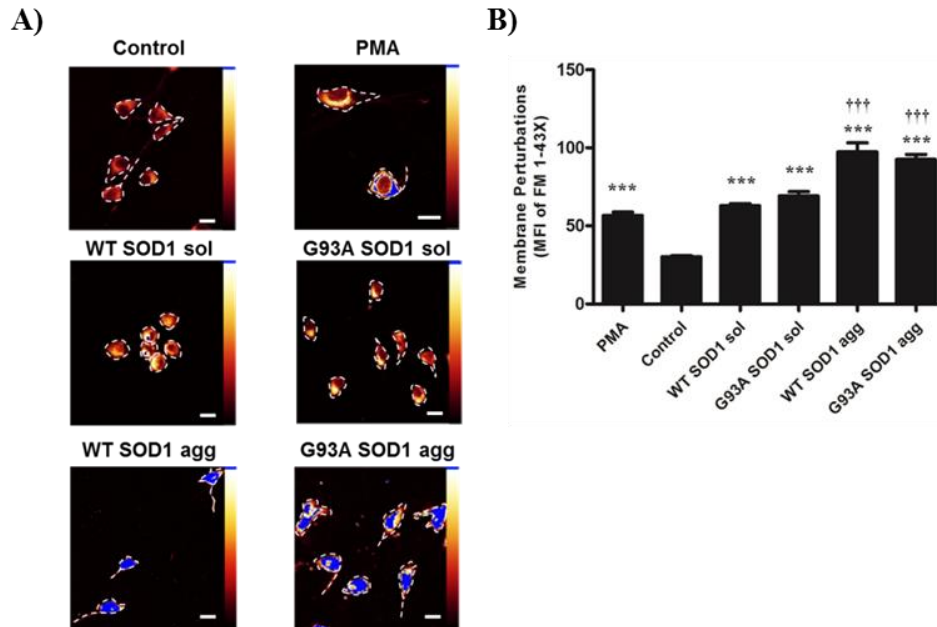 A)
B)
Control
PMA
WT SOD1 sol
G93A SOD1 sol
WT SOD1 agg
G93A SOD1 agg
Membrane Perturbations
(MFI of FM 1-43X)
150
100
50
0
***
***
***
†††
***
†††
***
PMA
Control
WT SOD1 sol
G93A SOD1 sol
WT SOD1 agg
G93A SOD1 agg